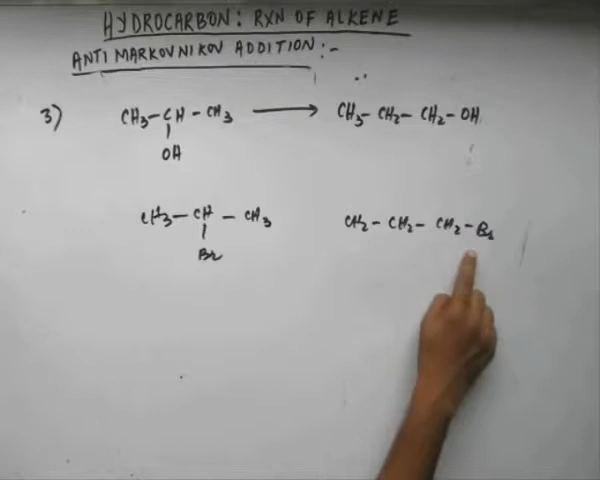 HYDROCARBON: RXN OF ALKENE
ANTI MARKOVNIKOV ADDITION:-
3) CH3-CH-CH3 ⟶ CH3-CH2-CH2-OH
OH
CH3-CH-CH3 CH2-CH2-CH2-Br
Br